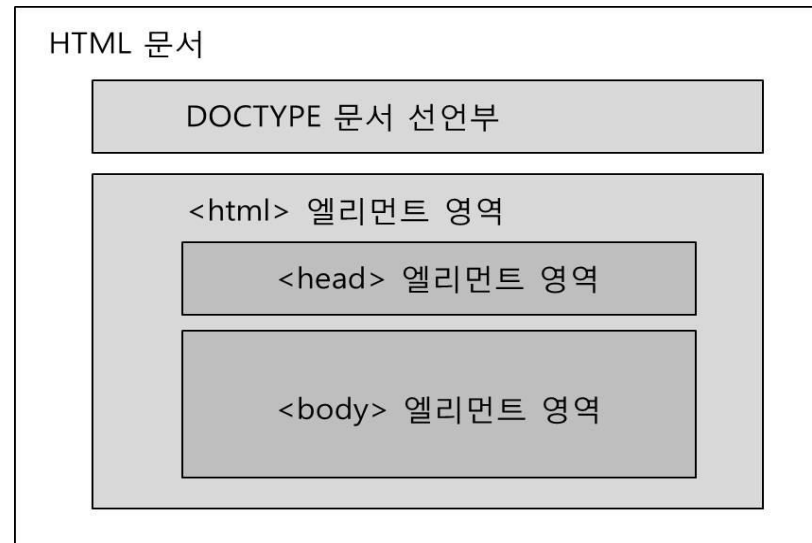 HTML 문서
DOCTYPE 문서 선언부
<html> 엘리먼트 영역
<head> 엘리먼트 영역
<body> 엘리먼트 영역